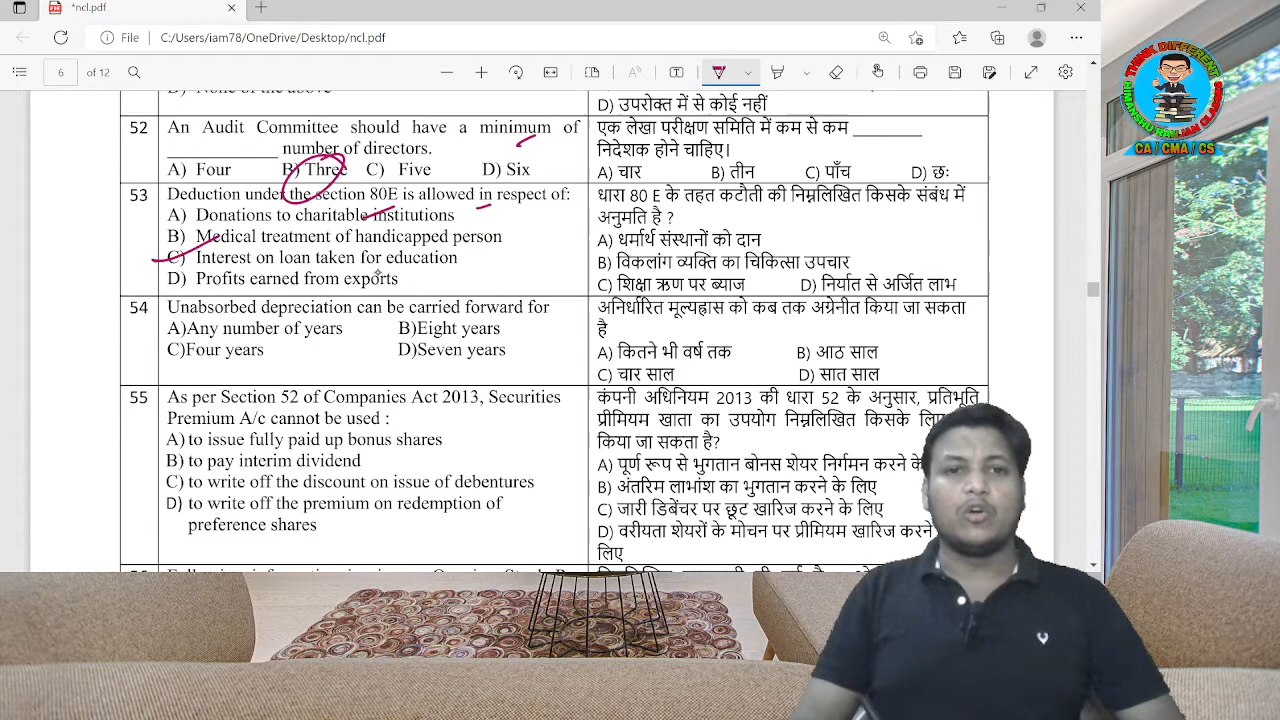 *ncl.pdf
File C:/Users/iam78/OneDrive/Desktop/ncl.pdf
6 of 12
D) उपरोक्त में से कोई नहीं
52 An Audit Committee should have a minimum of
____________ number of directors.
A) Four B) Three C) Five D) Six
एक लेखा परीक्षण समिति में कम से कम _________
निदेशक होने चाहिए।
A) चार B) तीन C) पाँच D) छः
53 Deduction under the section 80E is allowed in respect of:
A) Donations to charitable institutions
B) Medical treatment of handicapped person
C) Interest on loan taken for education
D) Profits earned from exports
धारा 80 E के तहत कटौती की निम्नलिखित किसके संबंध में
अनुमति है ?
A) धर्मार्थ संस्थानों को दान
B) विकलांग व्यक्ति का चिकित्सा उपचार
C) शिक्षा ऋण पर ब्याज D) निर्यात से अर्जित लाभ
54 Unabsorbed depreciation can be carried forward for
A)Any number of years B)Eight years
C)Four years D)Seven years
अनिर्धारित मूल्यह्रास को कब तक अग्रेनीत किया जा सकता
है
A) कितने भी वर्ष तक B) आठ साल
C) चार साल D) सात साल
55 As per Section 52 of Companies Act 2013, Securities
Premium A/c cannot be used :
A) to issue fully paid up bonus shares
B) to pay interim dividend
C) to write off the discount on issue of debentures
D) to write off the premium on redemption of
preference shares
कंपनी अधिनियम 2013 की धारा 52 के अनुसार, प्रतिभूति
प्रीमियम खाता का उपयोग निम्नलिखित किसके
किया जा सकता है?
A) पूर्ण रूप से भुगतान बोनस शेयर निर्गमन करने
B) अंतरिम लाभांश का भुगतान करने के लिए
C) जारी डिबेंचर पर छूट खारिज करने के लिए
D) वरीयता शेयरों के मोचन पर प्रीमियम खारिज करने
लिए
THINK DIFFERENT
HIMANSHU RANJAN CLASSES
CA / CMA / CS